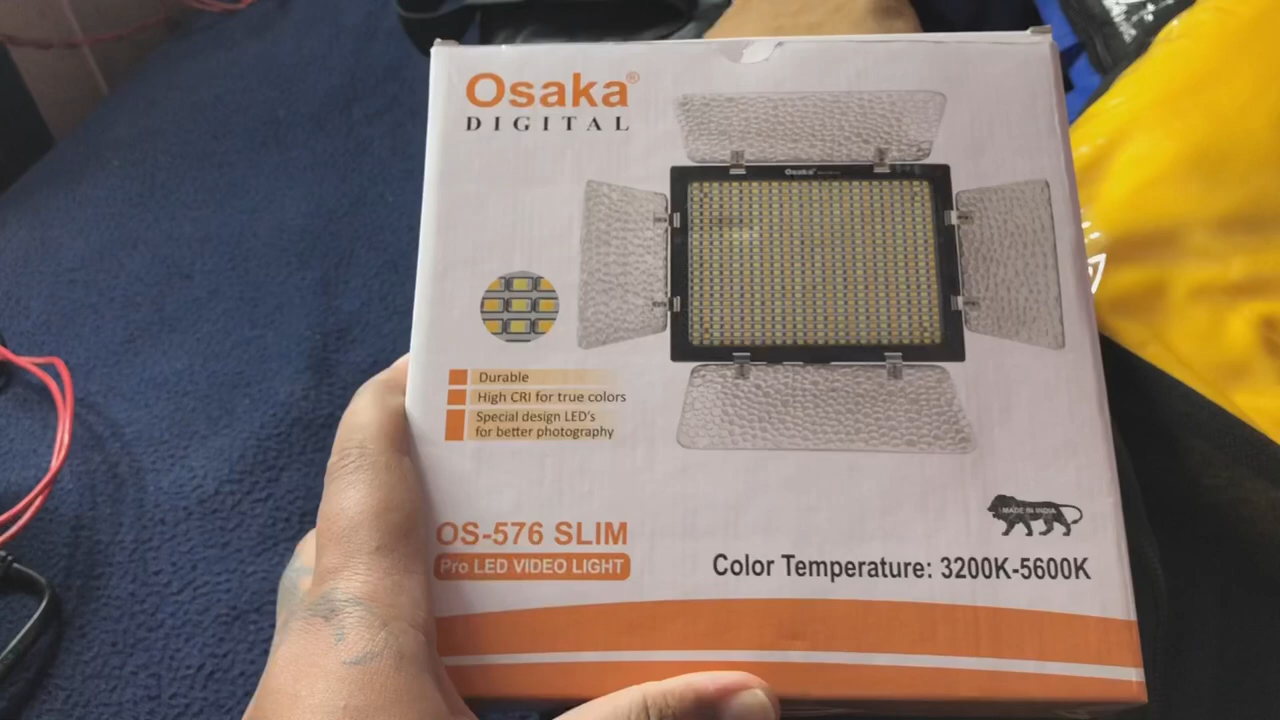 Osaka®
DIGITAL
Osaka
Durable
High CRI for true colors
Special design LED's
for better photography
MADE IN INDIA
OS-576 SLIM
Pro LED VIDEO LIGHT
Color Temperature: 3200K-5600K